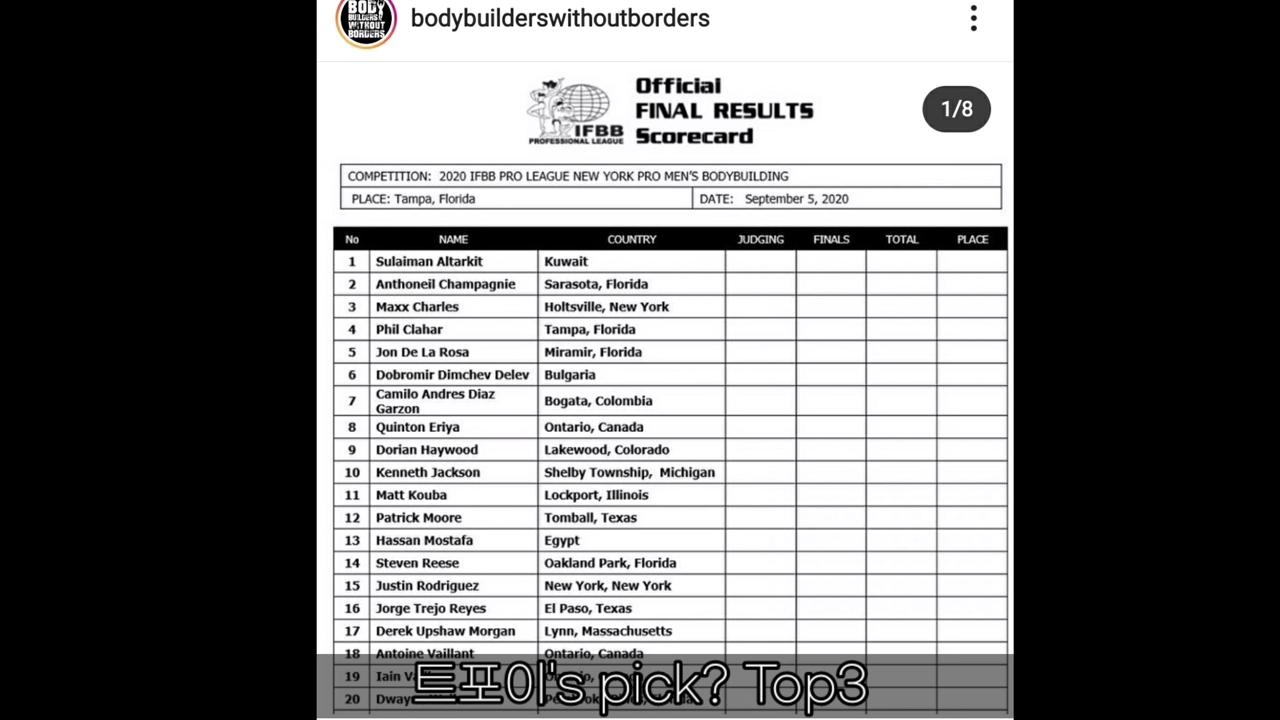 BODY
BUILDERS
WITHOUT
BORDERS
bodybuilderswithoutborders
Official
FINAL RESULTS
Scorecard
IFBB
PROFESSIONAL LEAGUE
1/8
COMPETITION: 2020 IFBB PRO LEAGUE NEW YORK PRO MEN'S BODYBUILDING
PLACE: Tampa, Florida DATE: September 5, 2020
No NAME COUNTRY JUDGING FINALS TOTAL PLACE
1 Sulaiman Altarkit Kuwait
2 Anthoneil Champagnie Sarasota, Florida
3 Maxx Charles Holtsville, New York
4 Phil Clahar Tampa, Florida
5 Jon De La Rosa Miramir, Florida
6 Dobromir Dimchev Delev Bulgaria
7 Camilo Andres Diaz Garzon Bogata, Colombia
8 Quinton Eriya Ontario, Canada
9 Dorian Haywood Lakewood, Colorado
10 Kenneth Jackson Shelby Township, Michigan
11 Matt Kouba Lockport, Illinois
12 Patrick Moore Tomball, Texas
13 Hassan Mostafa Egypt
14 Steven Reese Oakland Park, Florida
15 Justin Rodriguez New York, New York
16 Jorge Trejo Reyes El Paso, Texas
17 Derek Upshaw Morgan Lynn, Massachusetts
18 Antoine Vaillant Ontario, Canada
19 Iain
20
트포이's pick? Top3